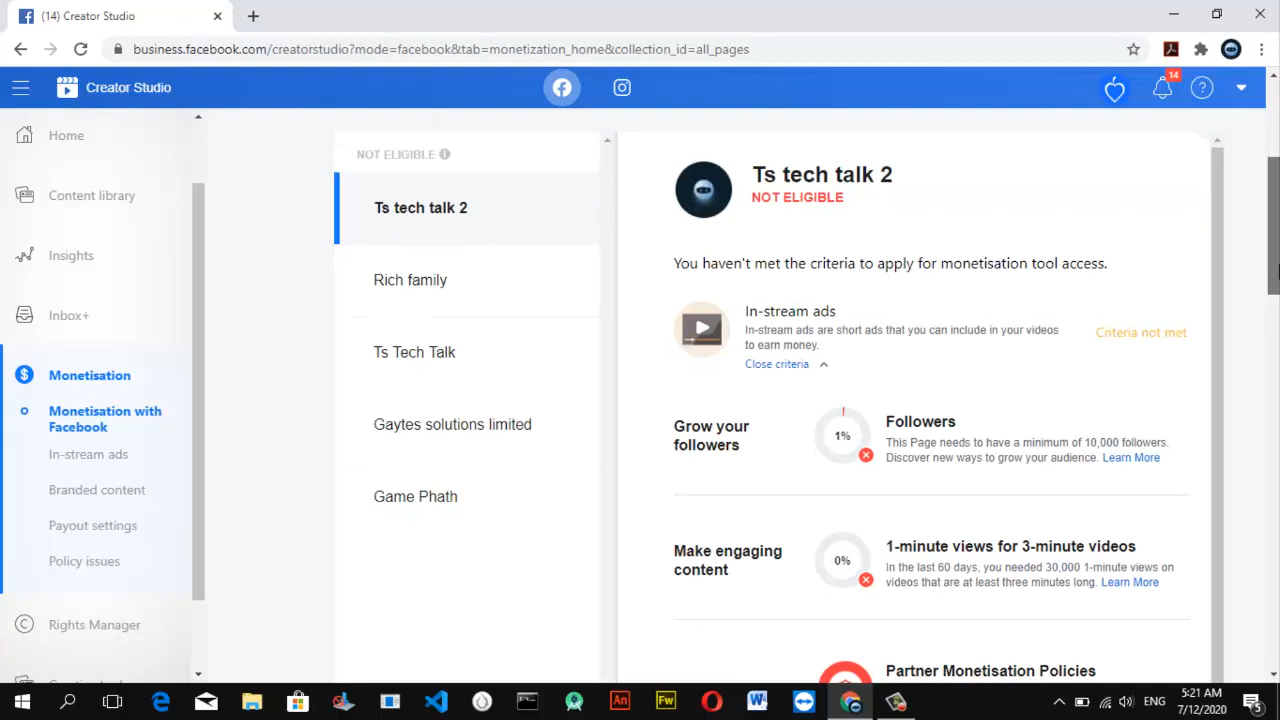 (14) Creator Studio
business.facebook.com/creatorstudio?mode=facebook&tab=monetization_home&collection_id=all_pages
Creator Studio
14
Home
Content library
Insights
Inbox+
Monetisation
Monetisation with
Facebook
In-stream ads
Branded content
Payout settings
Policy issues
Rights Manager
NOT ELIGIBLE
Ts tech talk 2
Rich family
Ts Tech Talk
Gaytes solutions limited
Game Phath
Ts tech talk 2
NOT ELIGIBLE
You haven't met the criteria to apply for monetisation tool access.
In-stream ads
In-stream ads are short ads that you can include in your videos
to earn money.
Criteria not met
Close criteria
Grow your
followers
1%
Followers
This Page needs to have a minimum of 10,000 followers.
Discover new ways to grow your audience. Learn More
Make engaging
content
0%
1-minute views for 3-minute videos
In the last 60 days, you needed 30,000 1-minute views on
videos that are at least three minutes long. Learn More
Partner Monetisation Policies
An
Fw
W
ENG
5:21 AM
7/12/2020
5